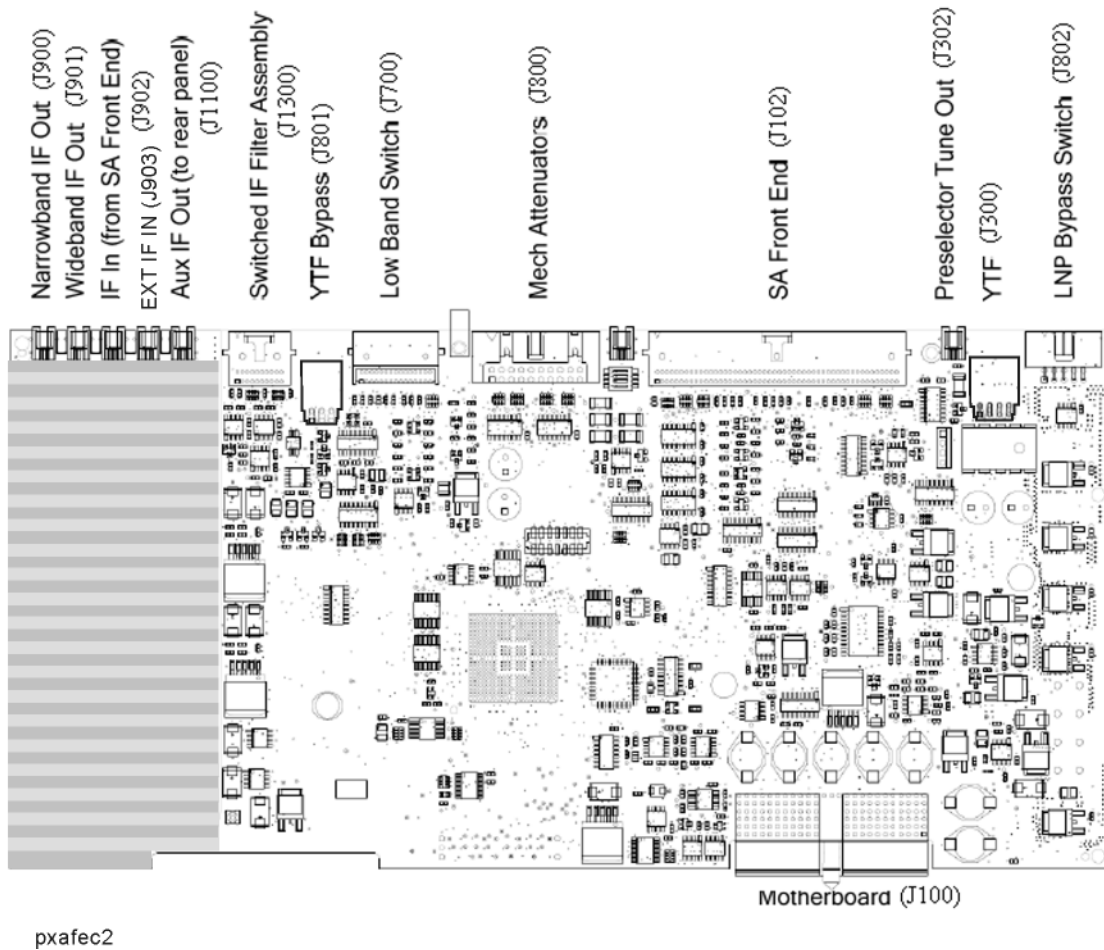 Narrowband IF Out (J900)
Wideband IF Out (J901)
IF In (from SA Front End)
(J902)
EXT IF IN (J903)
Aux IF Out (to rear panel)
(J1100)
Switched IF Filter Assembly
(J1300)
YTF Bypass (J801)
Low Band Switch (J700)
Mech Attenuators (J800)
SA Front End (J102)
Preselector Tune Out (J302)
YTF (J300)
LNP Bypass Switch (J802)
Motherboard (J100)
pxafec2